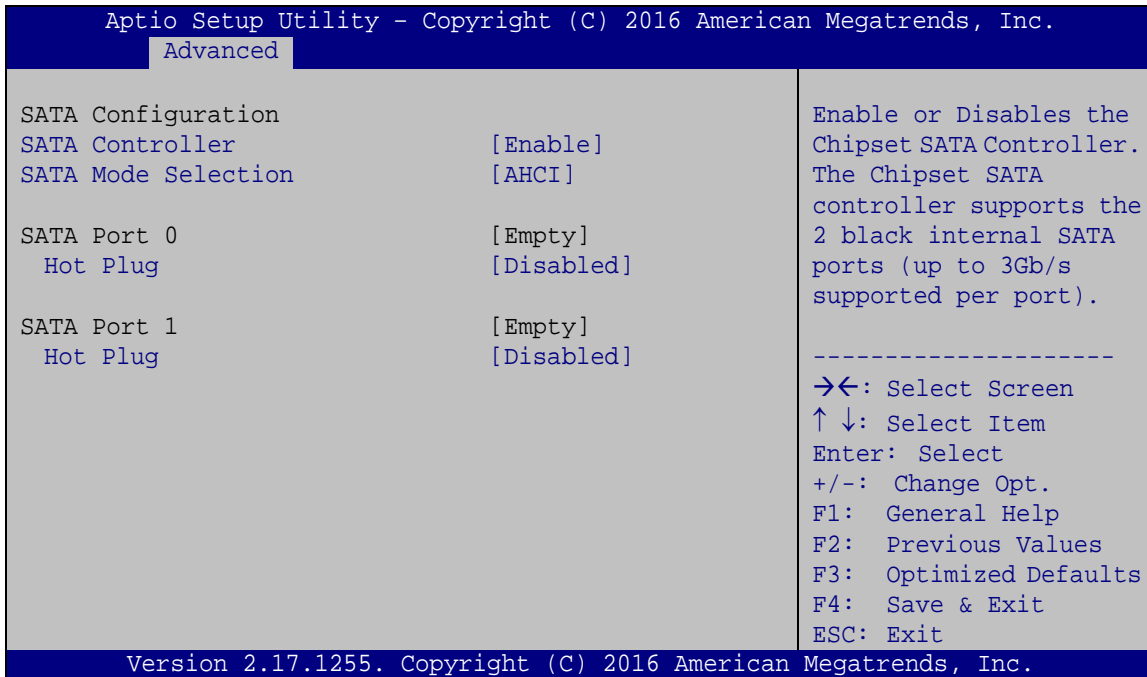 Aptio Setup Utility – Copyright (C) 2016 American Megatrends, Inc.
Advanced
SATA Configuration
SATA Controller [Enable]
SATA Mode Selection [AHCI]
SATA Port 0 [Empty]
Hot Plug [Disabled]
SATA Port 1 [Empty]
Hot Plug [Disabled]
Enable or Disables the
Chipset SATA Controller.
The Chipset SATA
controller supports the
2 black internal SATA
ports (up to 3Gb/s
supported per port).
---------------------
→←: Select Screen
↑ ↓: Select Item
Enter: Select
+/-: Change Opt.
F1: General Help
F2: Previous Values
F3: Optimized Defaults
F4: Save & Exit
ESC: Exit
Version 2.17.1255. Copyright (C) 2016 American Megatrends, Inc.